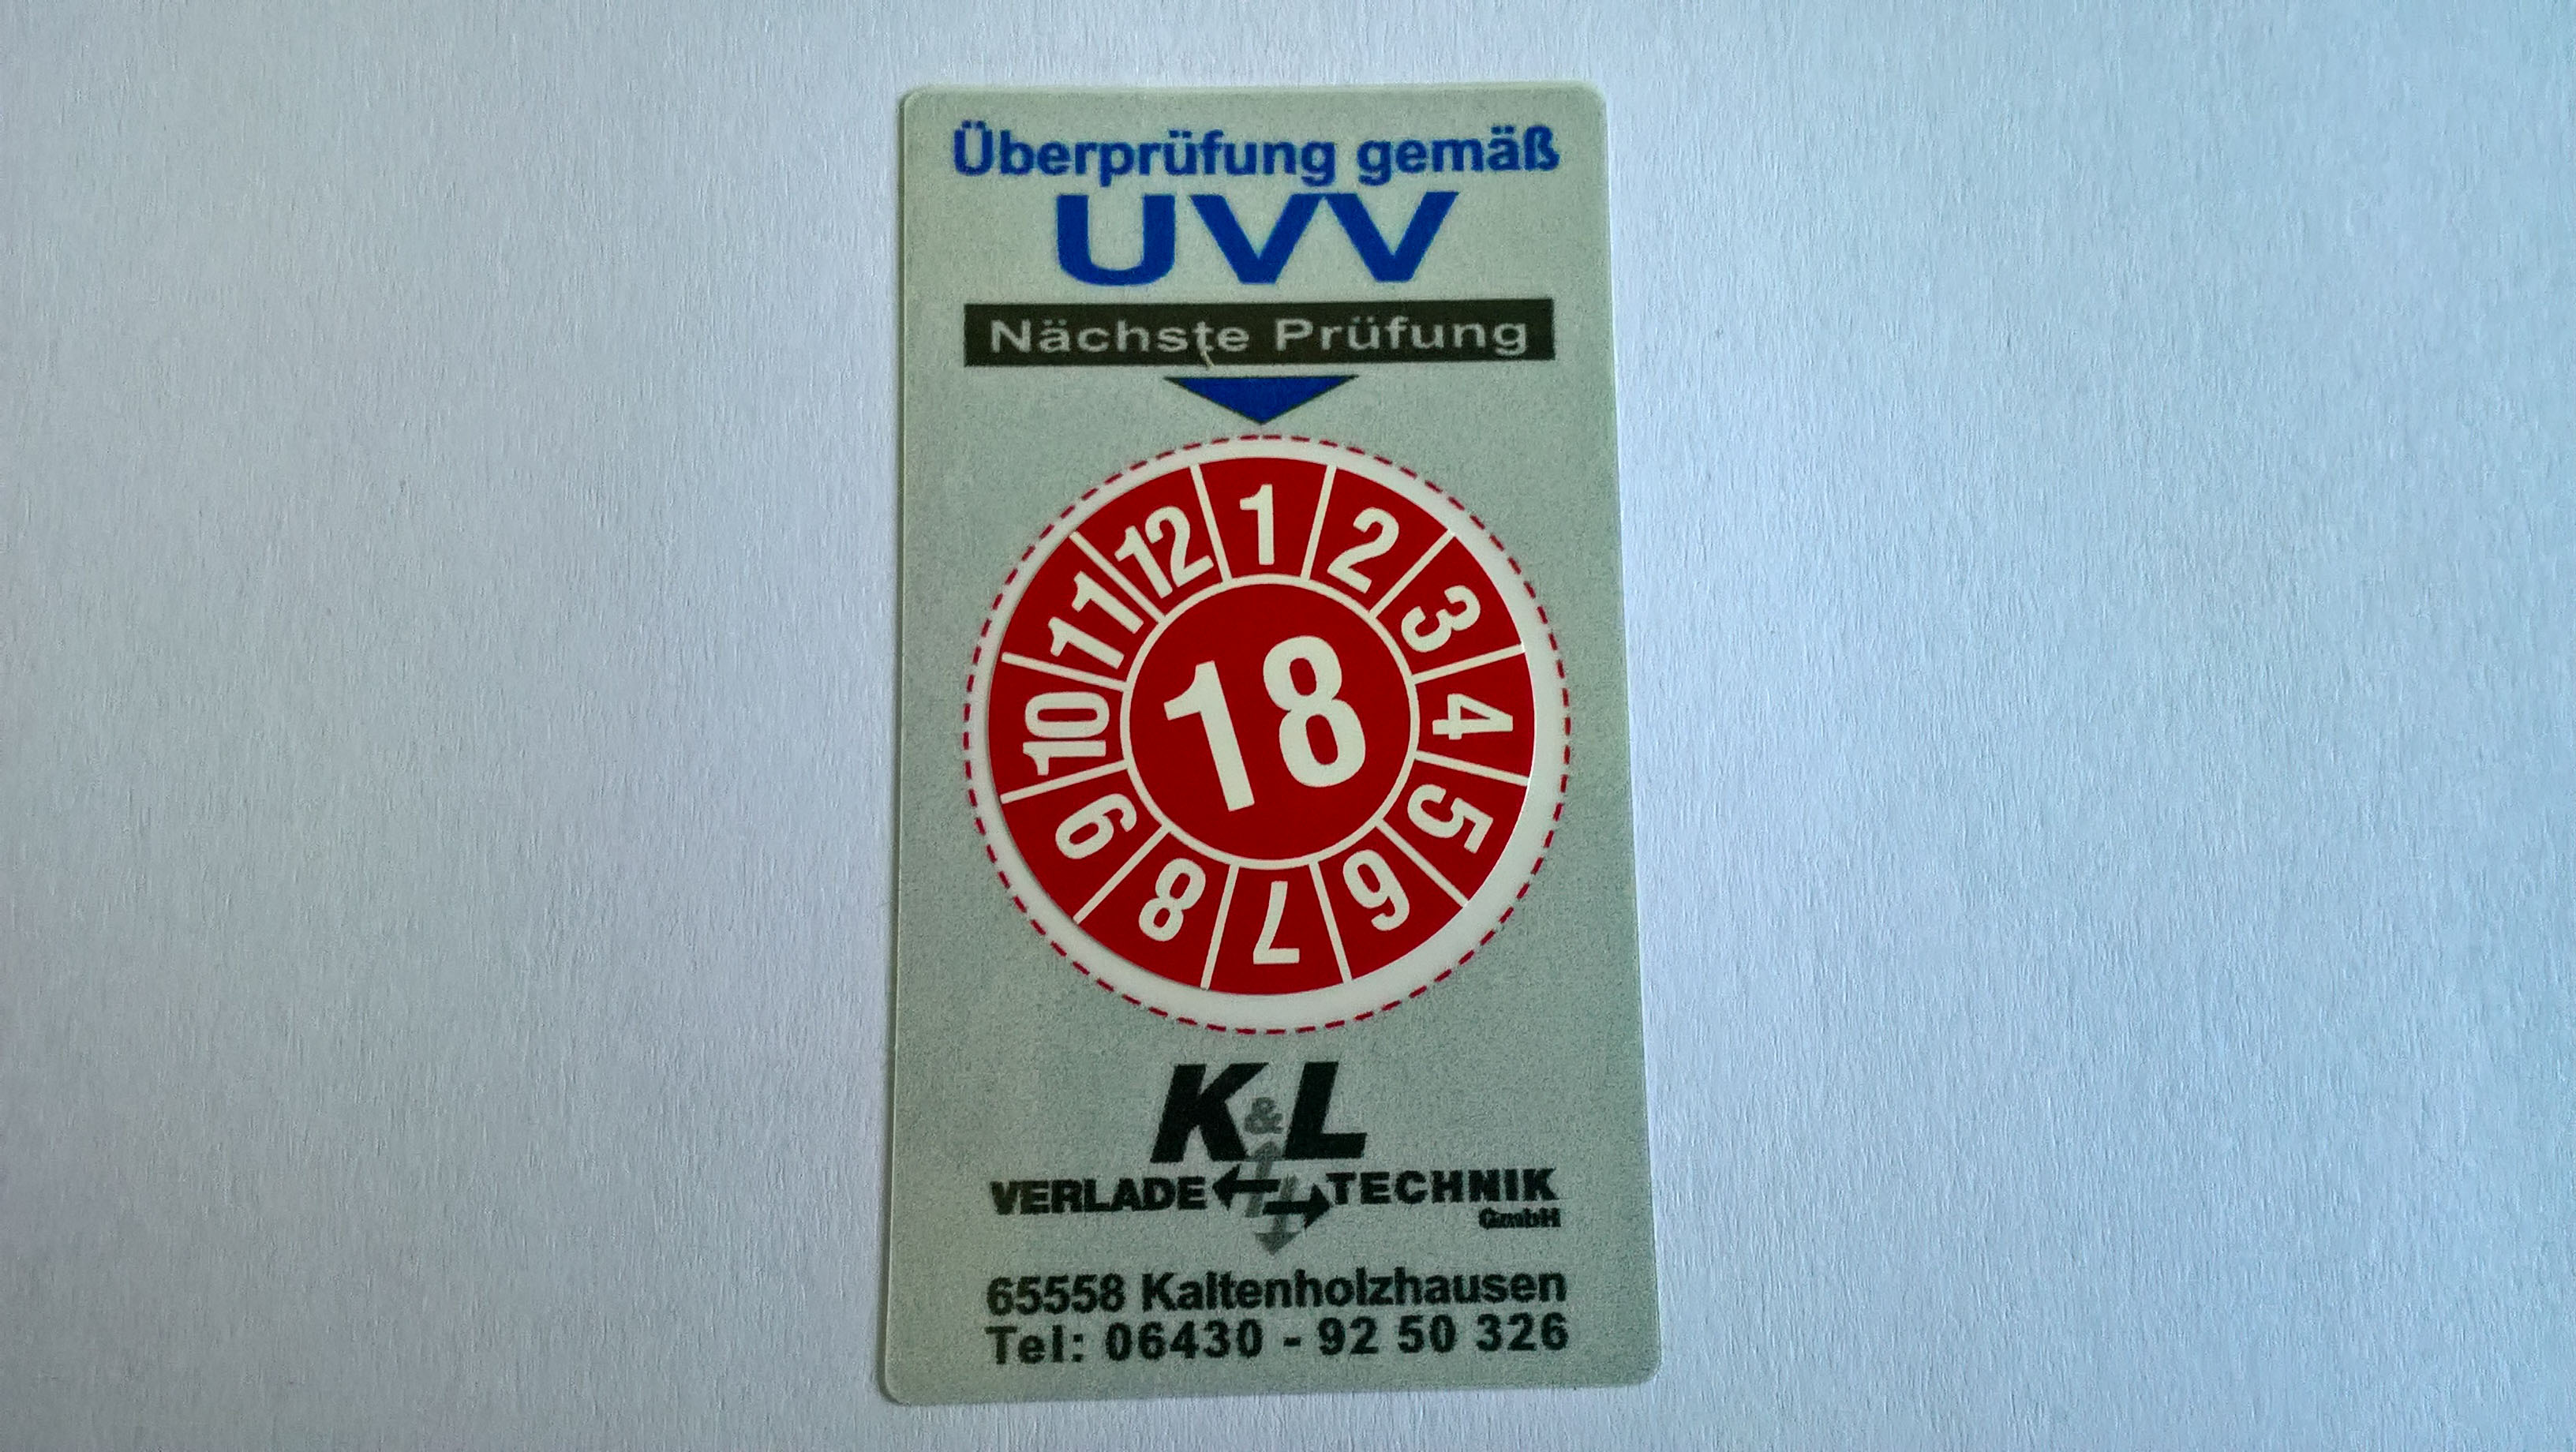 Überprüfung gemäß
UVV
Nächste Prüfung
1
2
3
4
5
6
7
8
9
10
11
12
18
K&L
VERLADE TECHNIK
GmbH
65558 Kaltenholzhausen
Tel: 06430 - 92 50 326